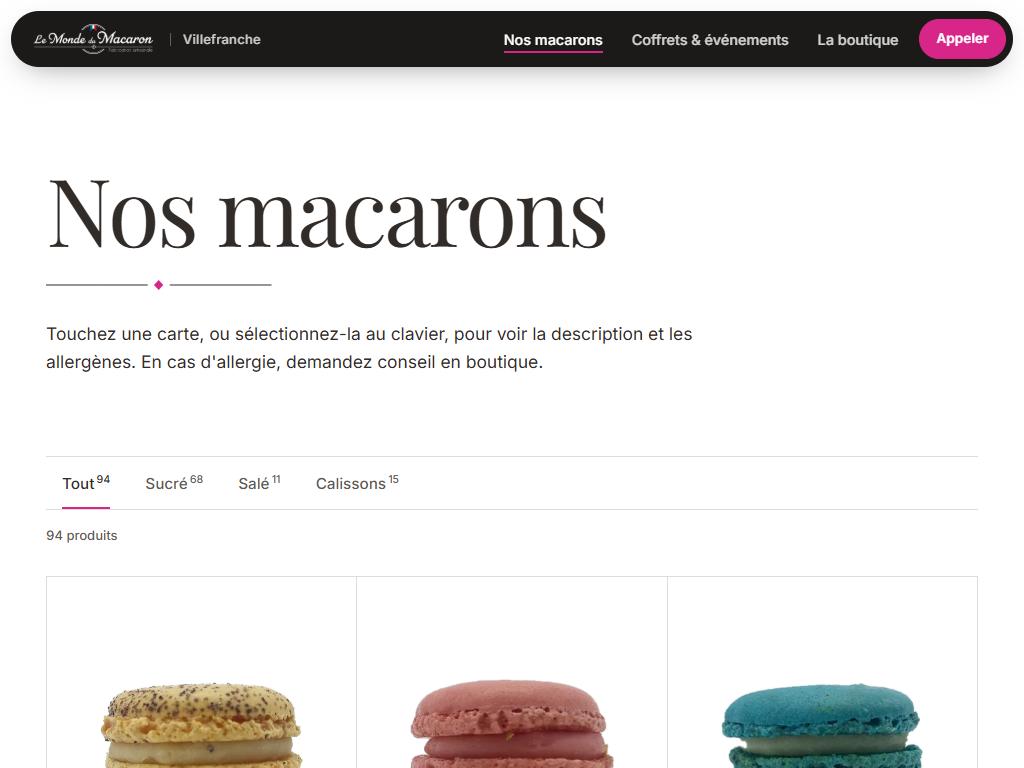 Le Monde du Macaron
Villefranche
Nos macarons
Coffrets & événements
La boutique
Appeler
Nos macarons
Touchez une carte, ou sélectionnez-la au clavier, pour voir la description et les
allergènes. En cas d'allergie, demandez conseil en boutique.
Tout 94
Sucré 68
Salé 11
Calissons 15
94 produits